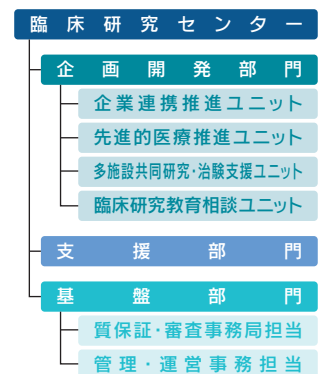 臨床研究センター
企画開発部門
企業連携推進ユニット
先進的医療推進ユニット
多施設共同研究・治験支援ユニット
臨床研究教育相談ユニット
支援部門
基盤部門
質保証・審査事務局担当
管理・運営事務担当